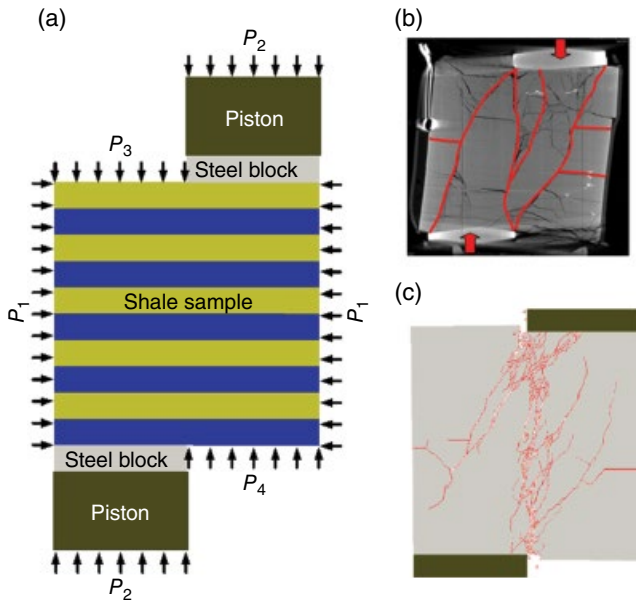 (a)
P2
Piston
Steel block
P3
P1
Shale sample
P1
Steel block
P4
Piston
P2
(b)
(c)